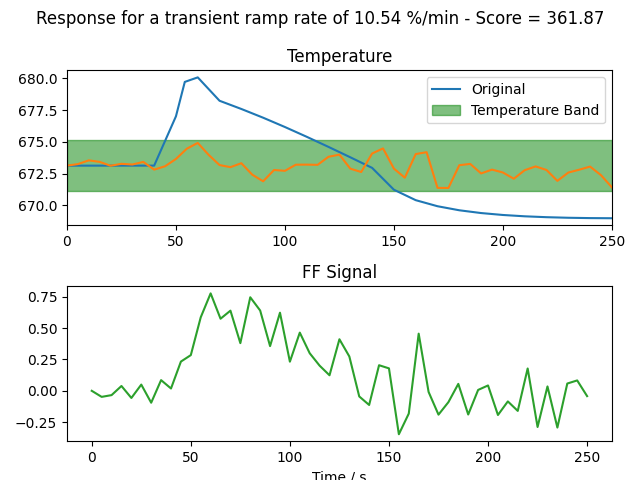 Response for a transient ramp rate of 10.54 %/min - Score = 361.87
Temperature
680.0
677.5
675.0
672.5
670.0
Original
Temperature Band
0 50 100 150 200 250
FF Signal
0.75
0.50
0.25
0.00
−0.25
0 50 100 150 200 250
Time / s